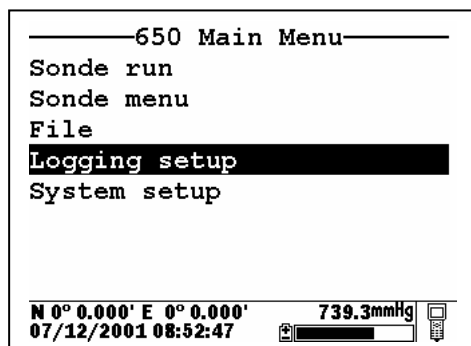 650 Main Menu
Sonde run
Sonde menu
File
Logging setup
System setup
N 0° 0.000' E 0° 0.000' 739.3mmHg
07/12/2001 08:52:47